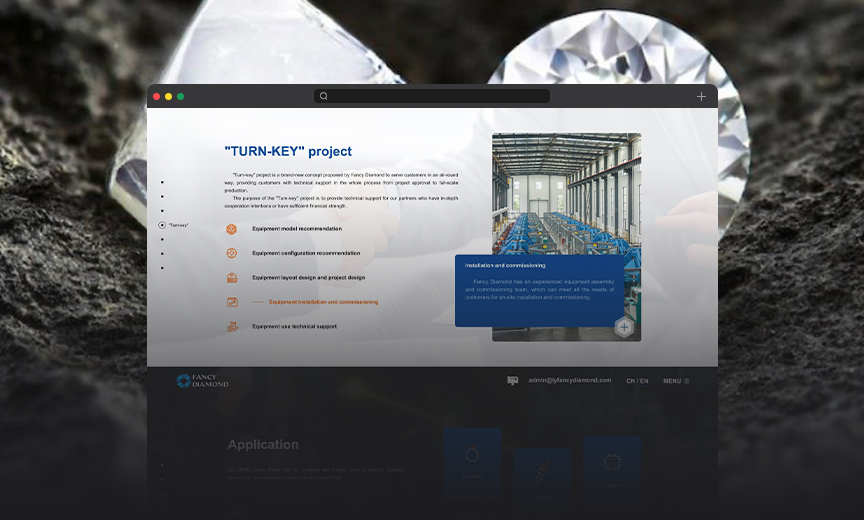 "TURN-KEY" project
"Turn-key" project is a brand-new concept proposed by Fancy Diamond to serve customers in an all-round
way, providing customers with technical support in the whole process from project approval to full-scale
production.
The purpose of the "Turn-key" project is to provide technical support for our partners who have in-depth
cooperation intentions or have sufficient financial strength.
"Turn-key"
Equipment model recommendation
Equipment configuration recommendation
Equipment layout design and project design
Equipment installation and commissioning
Equipment use technical support
Installation and commissioning
Fancy Diamond has an experienced equipment assembly
and commissioning team, which can meet all the needs of
customers for on-site installation and commissioning.
FANCY
DIAMOND
admin@lyfancydiamond.com
CN / EN
MENU
Application